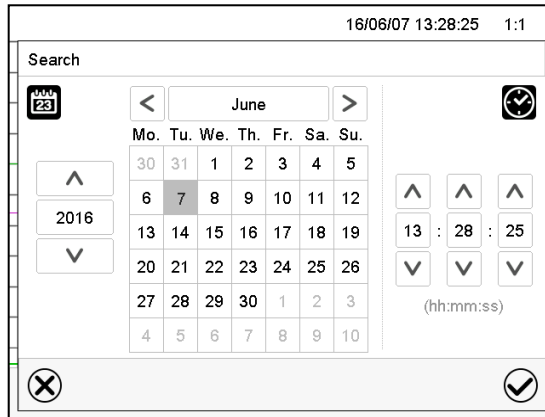 16/06/07 13:28:25 1:1
Search
23
< June >
Mo. Tu. We. Th. Fr. Sa. Su.
30 31 1 2 3 4 5
6 7 8 9 10 11 12
2016
13 14 15 16 17 18 19
13 : 28 : 25
20 21 22 23 24 25 26
27 28 29 30 1 2 3
(hh:mm:ss)
4 5 6 7 8 9 10